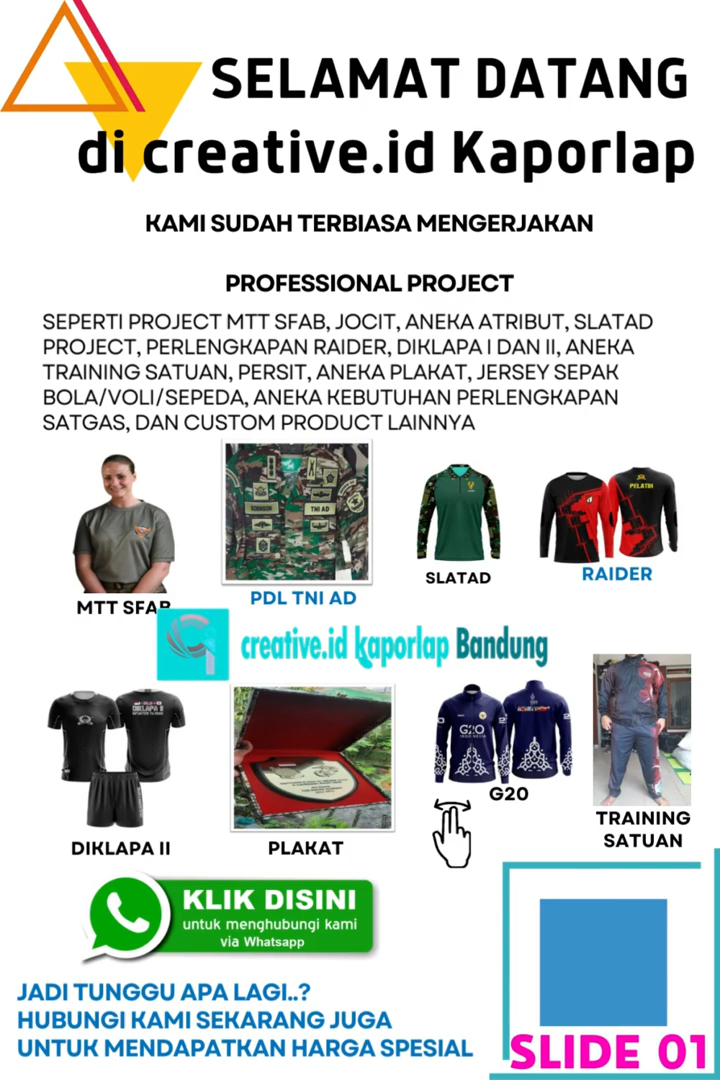 SELAMAT DATANG
di creative.id Kaporlap
KAMI SUDAH TERBIASA MENGERJAKAN
PROFESSIONAL PROJECT
SEPERTI PROJECT MTT SFAB, JOCIT, ANEKA ATRIBUT, SLATAD
PROJECT, PERLENGKAPAN RAIDER, DIKLAPA I DAN II, ANEKA
TRAINING SATUAN, PERSIT, ANEKA PLAKAT, JERSEY SEPAK
BOLA/VOLI/SEPEDA, ANEKA KEBUTUHAN PERLENGKAPAN
SATGAS, DAN CUSTOM PRODUCT LAINNYA
ROBINSON
TNI AD
PELATIH
MTT SFAB
PDL TNI AD
SLATAD
RAIDER
creative.id kaporlap Bandung
DIKLAPA II
G20
DIKLAPA II
PLAKAT
G20
TRAINING
SATUAN
KLIK DISINI
untuk menghubungi kami
via Whatsapp
JADI TUNGGU APA LAGI..?
HUBUNGI KAMI SEKARANG JUGA
UNTUK MENDAPATKAN HARGA SPESIAL
SLIDE 01